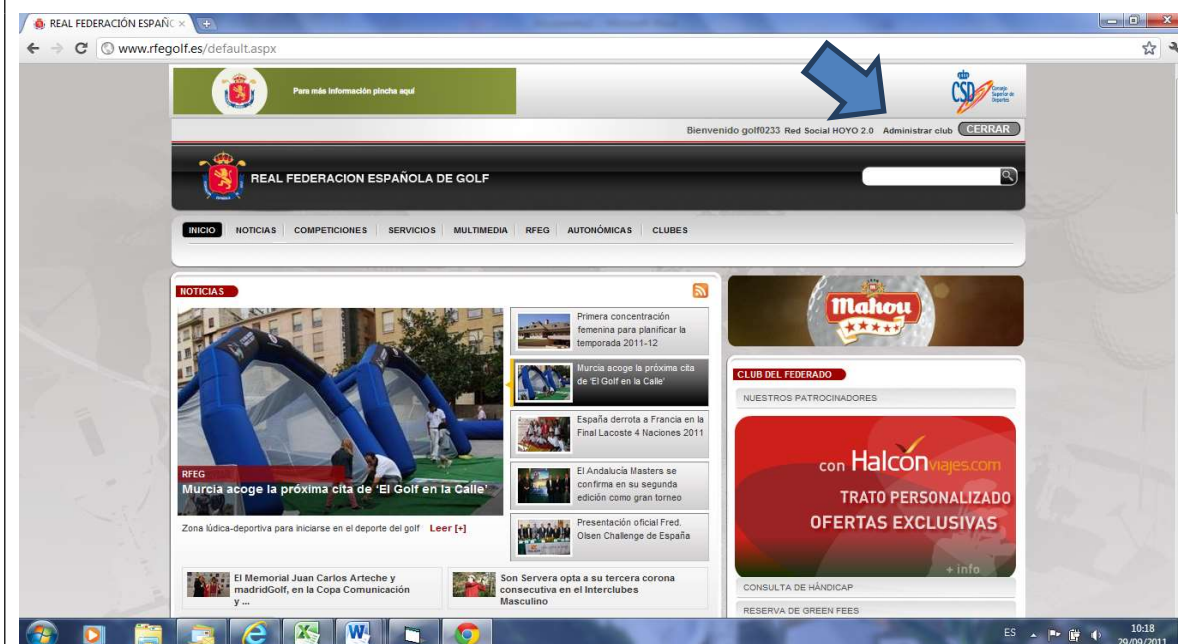 REAL FEDERACIÓN ESPAÑ
www.rfegolf.es/default.aspx
Para más información pincha aquí
CSD Consejo Superior de Deportes
Bienvenido golf0233 Red Social HOYO 2.0 Administrar club CERRAR
REAL FEDERACION ESPAÑOLA DE GOLF
INICIO NOTICIAS COMPETICIONES SERVICIOS MULTIMEDIA RFEG AUTONÓMICAS CLUBES
NOTICIAS
RFEG
Murcia acoge la próxima cita de 'El Golf en la Calle'
Zona lúdica-deportiva para iniciarse en el deporte del golf Leer [+]
Primera concentración
femenina para planificar la
temporada 2011-12
Murcia acoge la próxima cita
de 'El Golf en la Calle'
España derrota a Francia en la
Final Lacoste 4 Naciones 2011
El Andalucía Masters se
confirma en su segunda
edición como gran torneo
Presentación oficial Fred.
Olsen Challenge de España
El Memorial Juan Carlos Arteche y
madridGolf, en la Copa Comunicación
y ...
Son Servera opta a su tercera corona
consecutiva en el Interclubes
Masculino
Mahou
CLUB DEL FEDERADO
NUESTROS PATROCINADORES
con Halcónviajes.com
TRATO PERSONALIZADO
OFERTAS EXCLUSIVAS
+ info
CONSULTA DE HÁNDICAP
RESERVA DE GREEN FEES
ES
10:18
29/09/2011